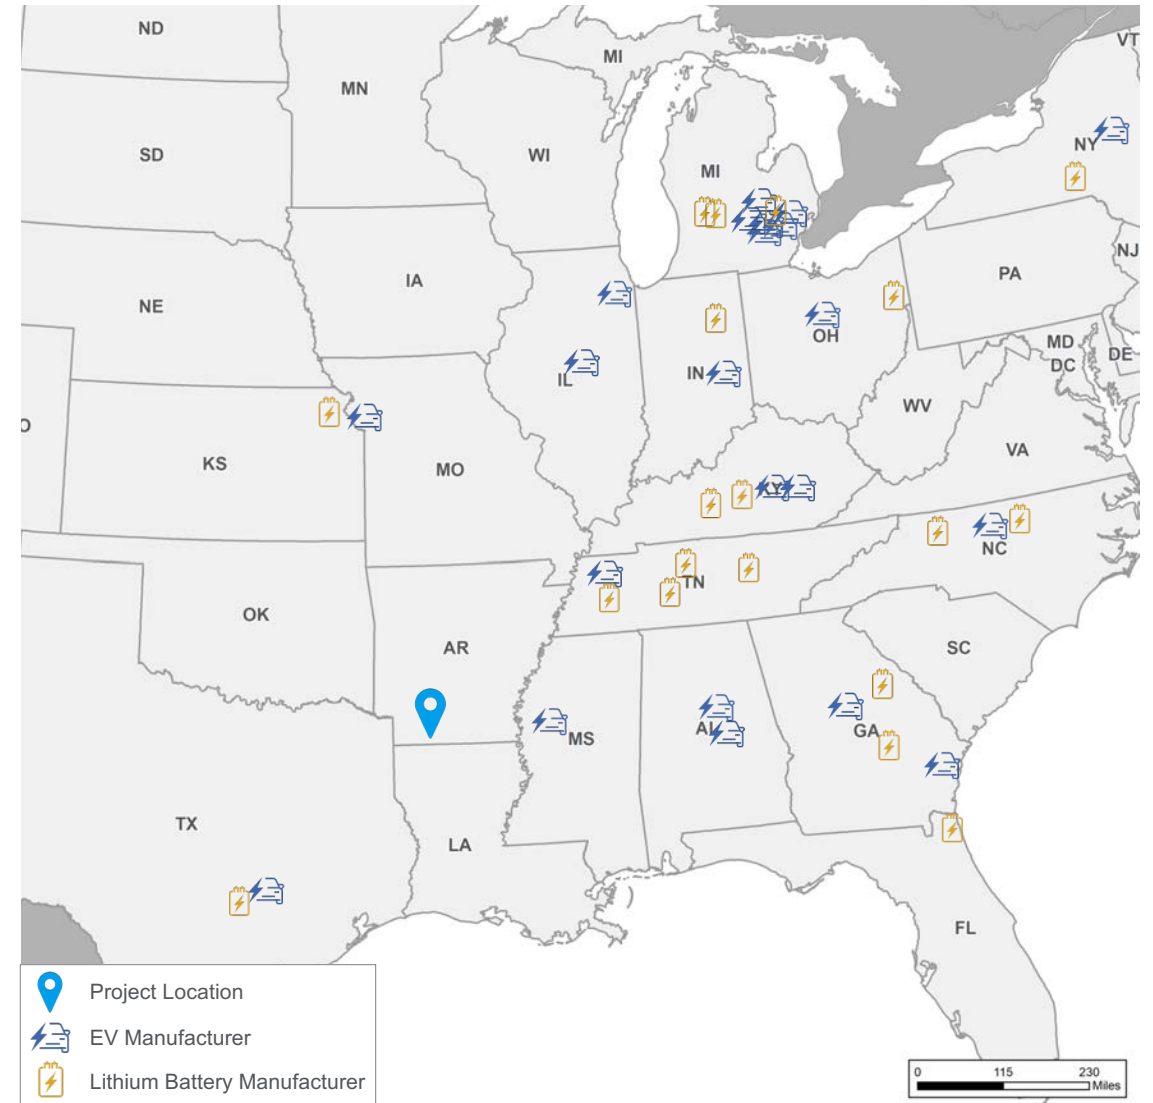 ND
MN
MI
VT
SD
WI
MI
NY
NE
IA
PA
NJ
OH
MD
DC
DE
IL
IN
O
KS
MO
WV
VA
KY
NC
TN
OK
AR
SC
MS
AL
GA
TX
LA
FL
Project Location
EV Manufacturer
Lithium Battery Manufacturer
0 115 230
Miles